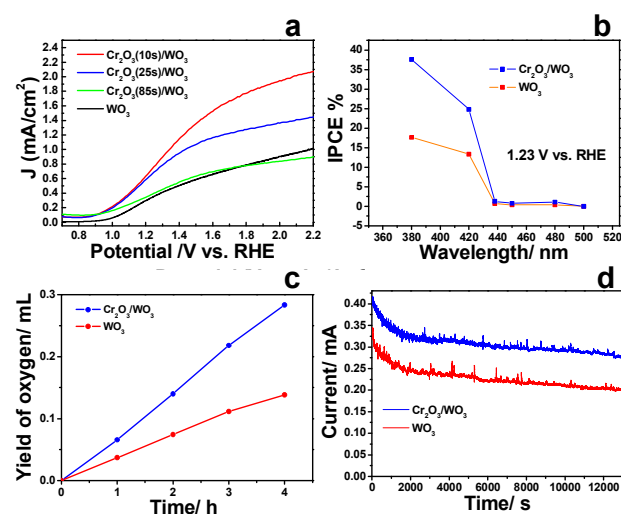 a
J (mA/cm²)
2.4
2.2
2.0
1.8
1.6
1.4
1.2
1.0
0.8
0.6
0.4
0.2
0.0
Cr₂O₃(10s)/WO₃
Cr₂O₃(25s)/WO₃
Cr₂O₃(85s)/WO₃
WO₃
0.8 1.0 1.2 1.4 1.6 1.8 2.0 2.2
Potential /V vs. RHE
b
IPCE %
40
35
30
25
20
15
10
5
0
-5
Cr₂O₃/WO₃
WO₃
1.23 V vs. RHE
360 380 400 420 440 460 480 500 520
Wavelength/ nm
c
Yield of oxygen/ mL
0.3
0.2
0.1
0.0
Cr₂O₃/WO₃
WO₃
0 1 2 3 4
Time/ h
d
Current/ mA
0.45
0.40
0.35
0.30
0.25
0.20
0.15
0.10
0.05
0.00
Cr₂O₃/WO₃
WO₃
0 2000 4000 6000 8000 10000 12000
Time/ s